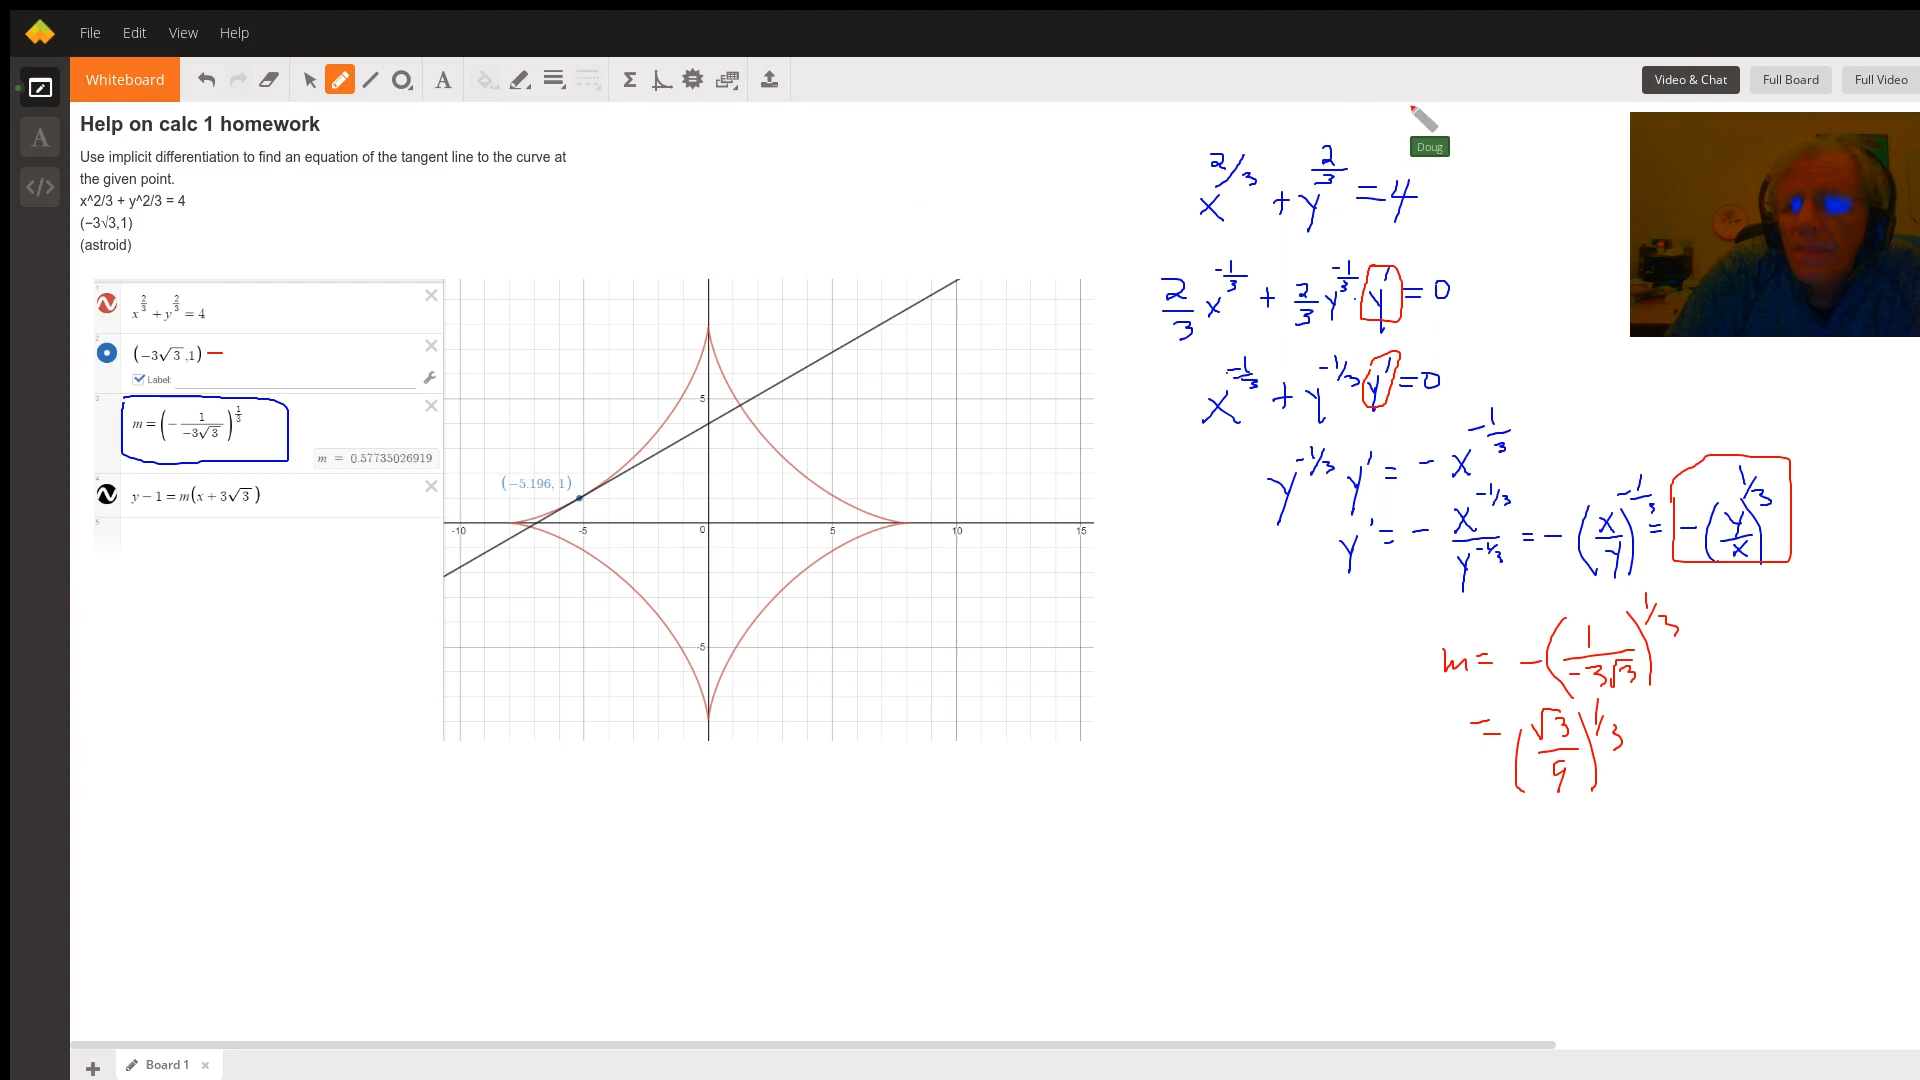 File Edit View Help
Whiteboard
A
Video & Chat Full Board Full Video
A
</>
Help on calc 1 homework
Use implicit differentiation to find an equation of the tangent line to the curve at
the given point.
x^2/3 + y^2/3 = 4
(−3√3,1)
(astroid)
Doug
1
x^(2/3) + y^(2/3) = 4
2
(−3√3,1)
Label:
3
m = (− 1/(−3√3))^(1/3)
m = 0.57735026919
4
y − 1 = m(x + 3√3)
5
(−5.196, 1)
5
-10 -5 0 5 10 15
-5
x^(2/3) + y^(2/3) = 4
2/3 x^(-1/3) + 2/3 y^(-1/3) · y' = 0
x^(-1/3) + y^(-1/3) y' = 0
y^(-1/3) y' = - x^(-1/3)
y' = - x^(-1/3)/y^(-1/3) = - (x/y)^(-1/3) = - (y/x)^(1/3)
m = - (1/(-3√3))^(1/3)
= (√3/9)^(1/3)
Board 1